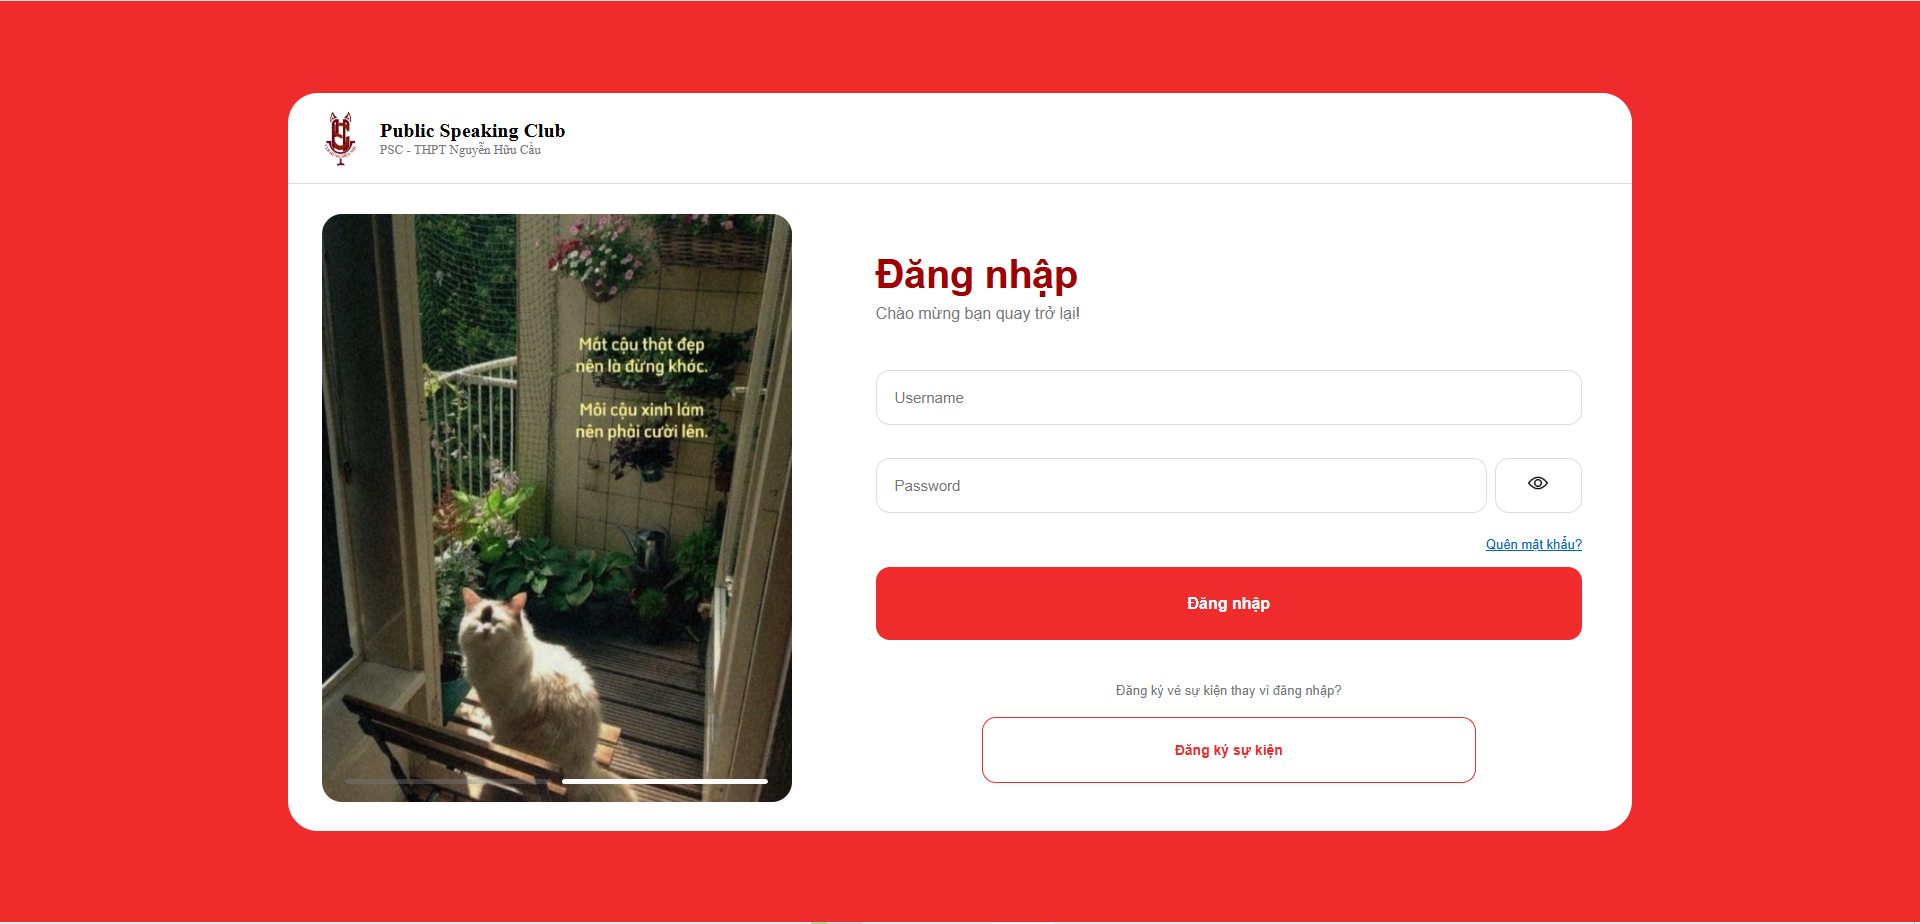 Public Speaking Club
PSC - THPT Nguyễn Hữu Cầu
Mắt cậu thật đẹp
nên là đừng khóc.
Môi cậu xinh lắm
nên phải cười lên.
Đăng nhập
Chào mừng bạn quay trở lại!
Username
Password
Quên mật khẩu?
Đăng nhập
Đăng ký vé sự kiện thay vì đăng nhập?
Đăng ký sự kiện